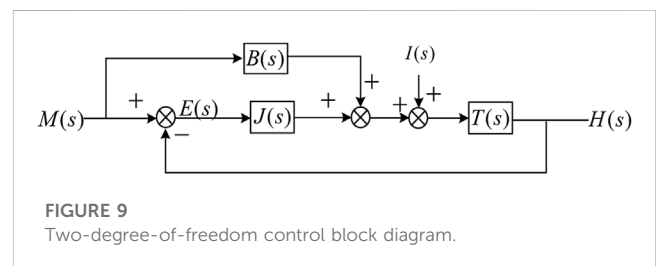 B(s)
I(s)
+
+
+
+
+
M(s)
E(s)
J(s)
T(s)
H(s)
−
FIGURE 9
Two-degree-of-freedom control block diagram.